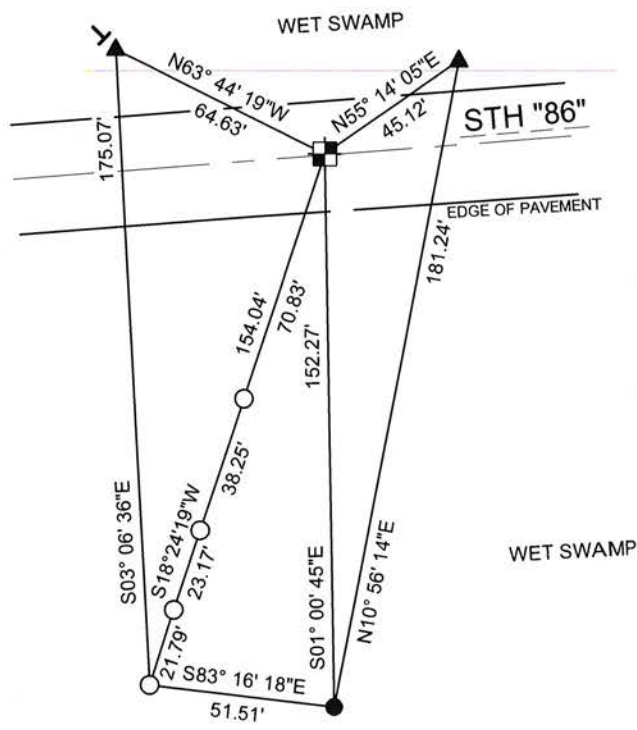 WET SWAMP
N63° 44' 19"W
64.63'
N55° 14' 05"E
45.12'
STH "86"
175.07'
EDGE OF PAVEMENT
181.24'
154.04'
70.83'
152.27'
38.25'
S18°24'19"W
23.17'
S03° 06' 36"E
S01° 00' 45"E
N10° 56' 14"E
WET SWAMP
21.79'
S83° 16' 18"E
51.51'